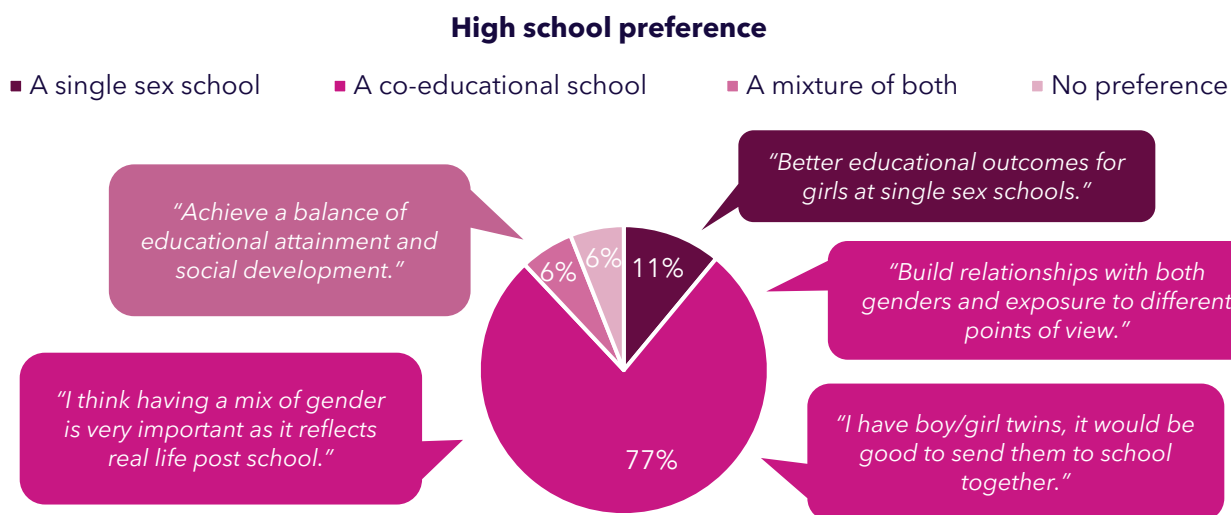 High school preference
A single sex school
A co-educational school
A mixture of both
No preference
“Better educational outcomes for
girls at single sex schools.”
“Achieve a balance of
educational attainment and
social development.”
6%
6%
11%
“Build relationships with both
genders and exposure to different
points of view.”
“I think having a mix of gender
is very important as it reflects
real life post school.”
77%
“I have boy/girl twins, it would be
good to send them to school
together.”